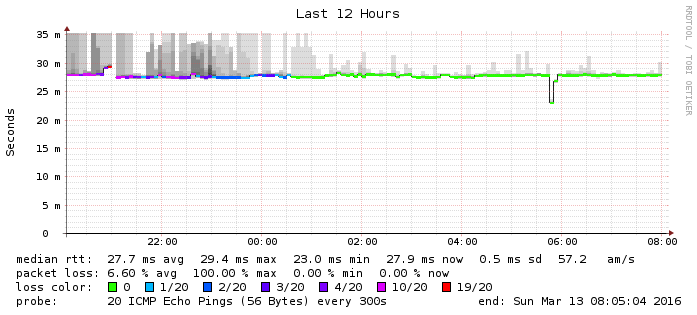 Last 12 Hours
RRDTOOL / TOBI OETIKER
Seconds
35 m
30 m
25 m
20 m
15 m
10 m
5 m
0
22:00 00:00 02:00 04:00 06:00 08:00
median rtt: 27.7 ms avg 29.4 ms max 23.0 ms min 27.9 ms now 0.5 ms sd 57.2 am/s
packet loss: 6.60 % avg 100.00 % max 0.00 % min 0.00 % now
loss color: 0 1/20 2/20 3/20 4/20 10/20 19/20
probe: 20 ICMP Echo Pings (56 Bytes) every 300s end: Sun Mar 13 08:05:04 2016